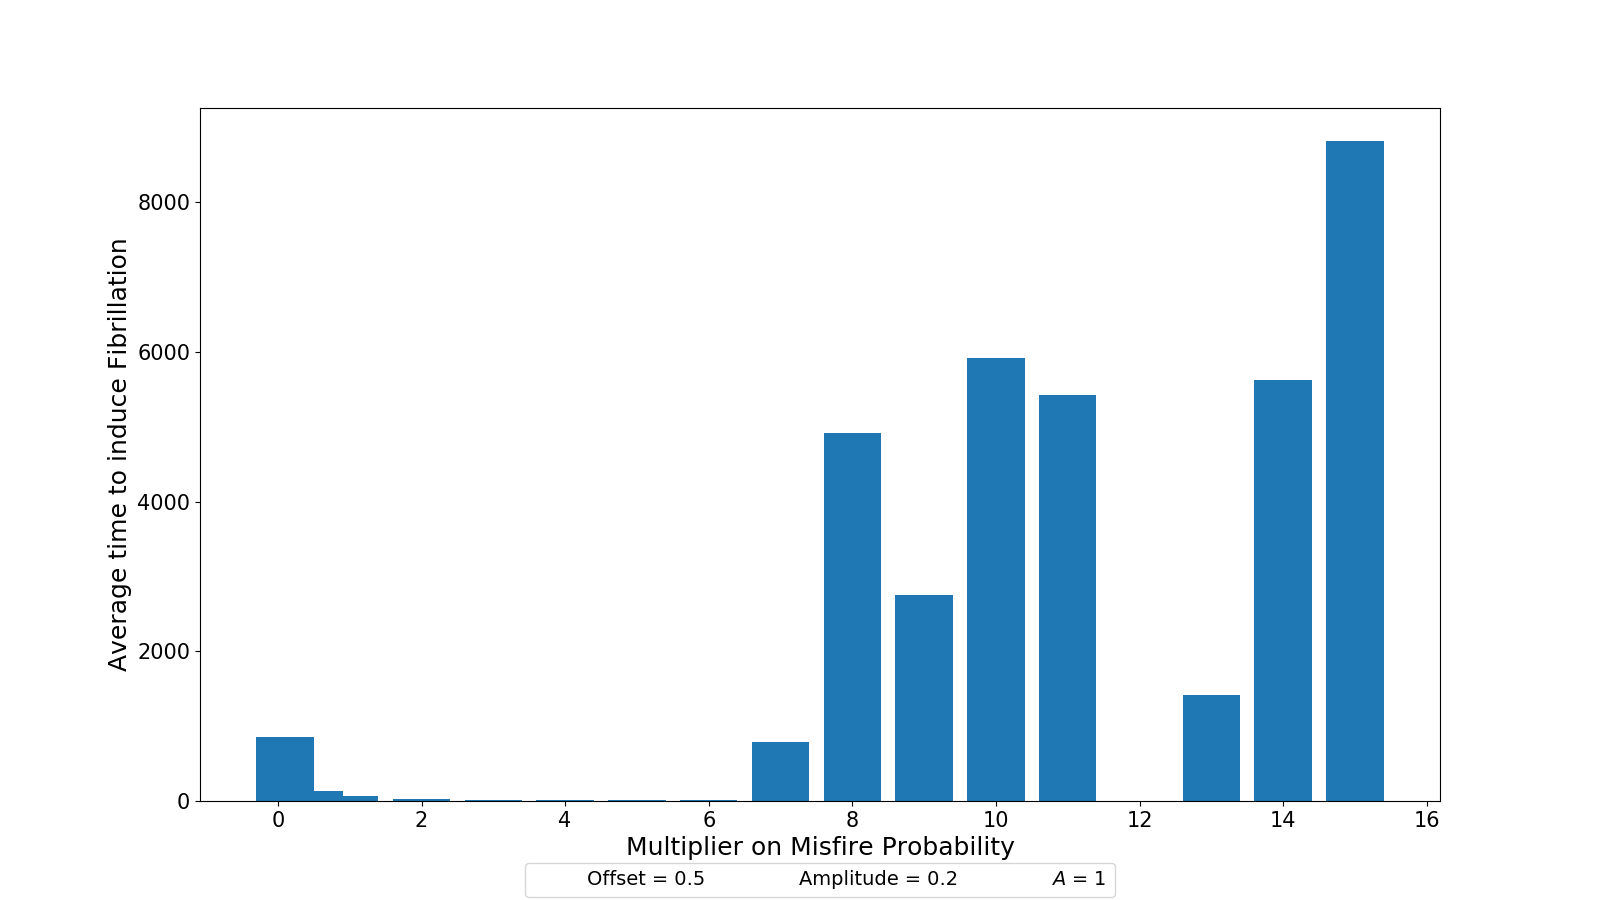 Average time to induce Fibrillation
8000
6000
4000
2000
0
0 2 4 6 8 10 12 14 16
Multiplier on Misfire Probability
Offset = 0.5 Amplitude = 0.2 A = 1